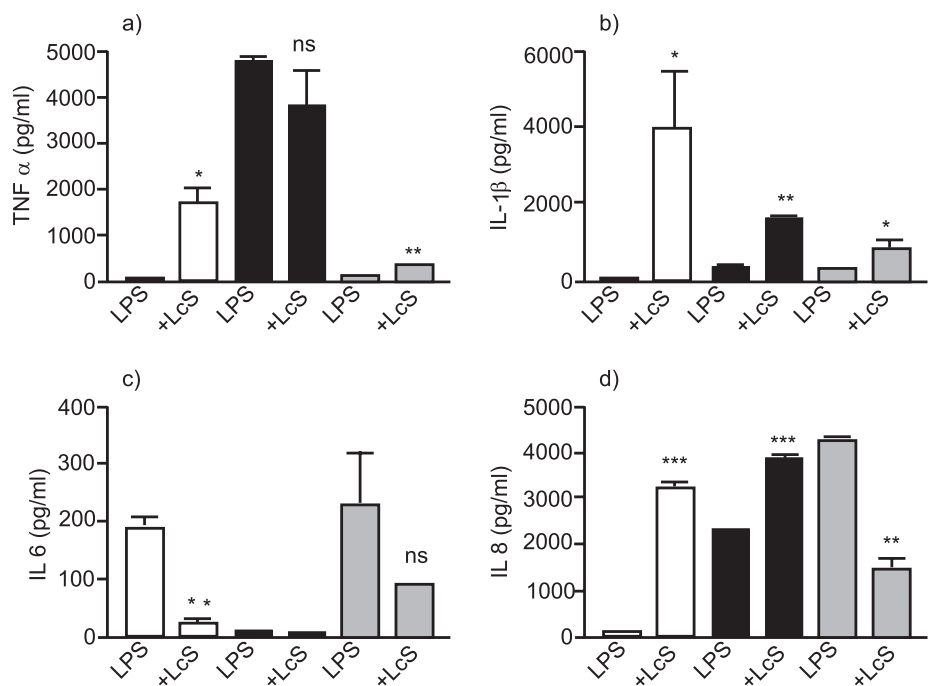 a)
TNF α (pg/ml)
5000
4000
3000
2000
1000
0
*
ns
**
LPS +LcS LPS +LcS LPS +LcS
b)
IL-1β (pg/ml)
6000
4000
2000
0
*
**
*
LPS +LcS LPS +LcS LPS +LcS
c)
IL 6 (pg/ml)
400
300
200
100
0
* *
ns
LPS +LcS LPS +LcS LPS +LcS
d)
IL 8 (pg/ml)
5000
4000
3000
2000
1000
0
***
***
**
LPS +LcS LPS +LcS LPS +LcS